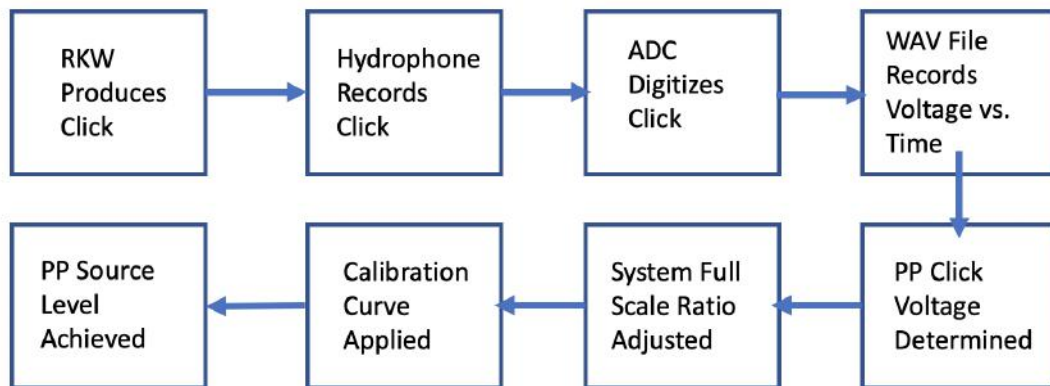 RKW
Produces
Click
Hydrophone
Records
Click
ADC
Digitizes
Click
WAV File
Records
Voltage vs.
Time
PP Click
Voltage
Determined
System Full
Scale Ratio
Adjusted
Calibration
Curve
Applied
PP Source
Level
Achieved